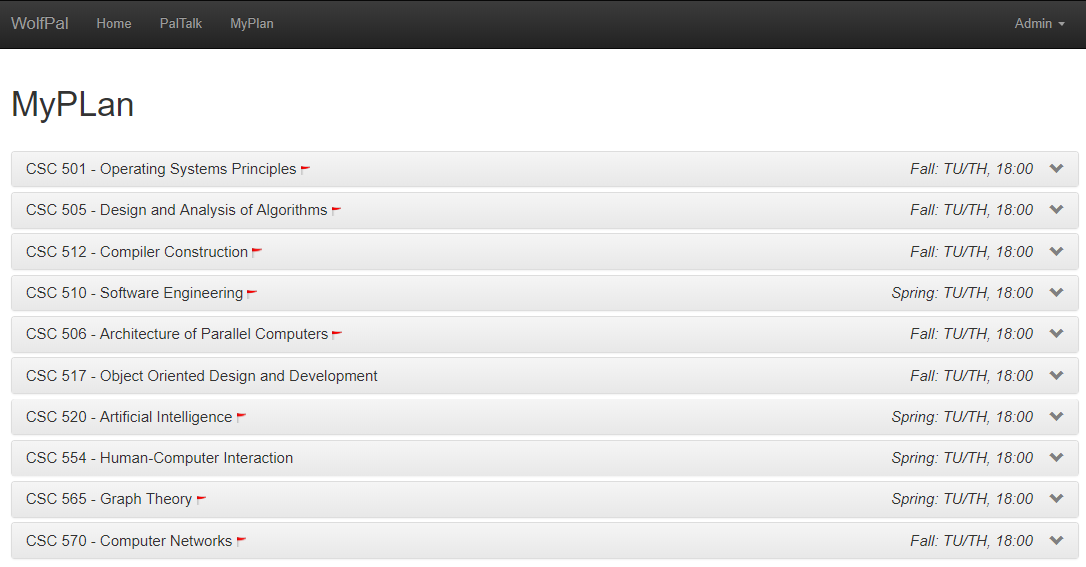 WolfPal Home PalTalk MyPlan Admin
MyPLan
CSC 501 - Operating Systems Principles Fall: TU/TH, 18:00
CSC 505 - Design and Analysis of Algorithms Fall: TU/TH, 18:00
CSC 512 - Compiler Construction Fall: TU/TH, 18:00
CSC 510 - Software Engineering Spring: TU/TH, 18:00
CSC 506 - Architecture of Parallel Computers Fall: TU/TH, 18:00
CSC 517 - Object Oriented Design and Development Fall: TU/TH, 18:00
CSC 520 - Artificial Intelligence Spring: TU/TH, 18:00
CSC 554 - Human-Computer Interaction Spring: TU/TH, 18:00
CSC 565 - Graph Theory Spring: TU/TH, 18:00
CSC 570 - Computer Networks Fall: TU/TH, 18:00